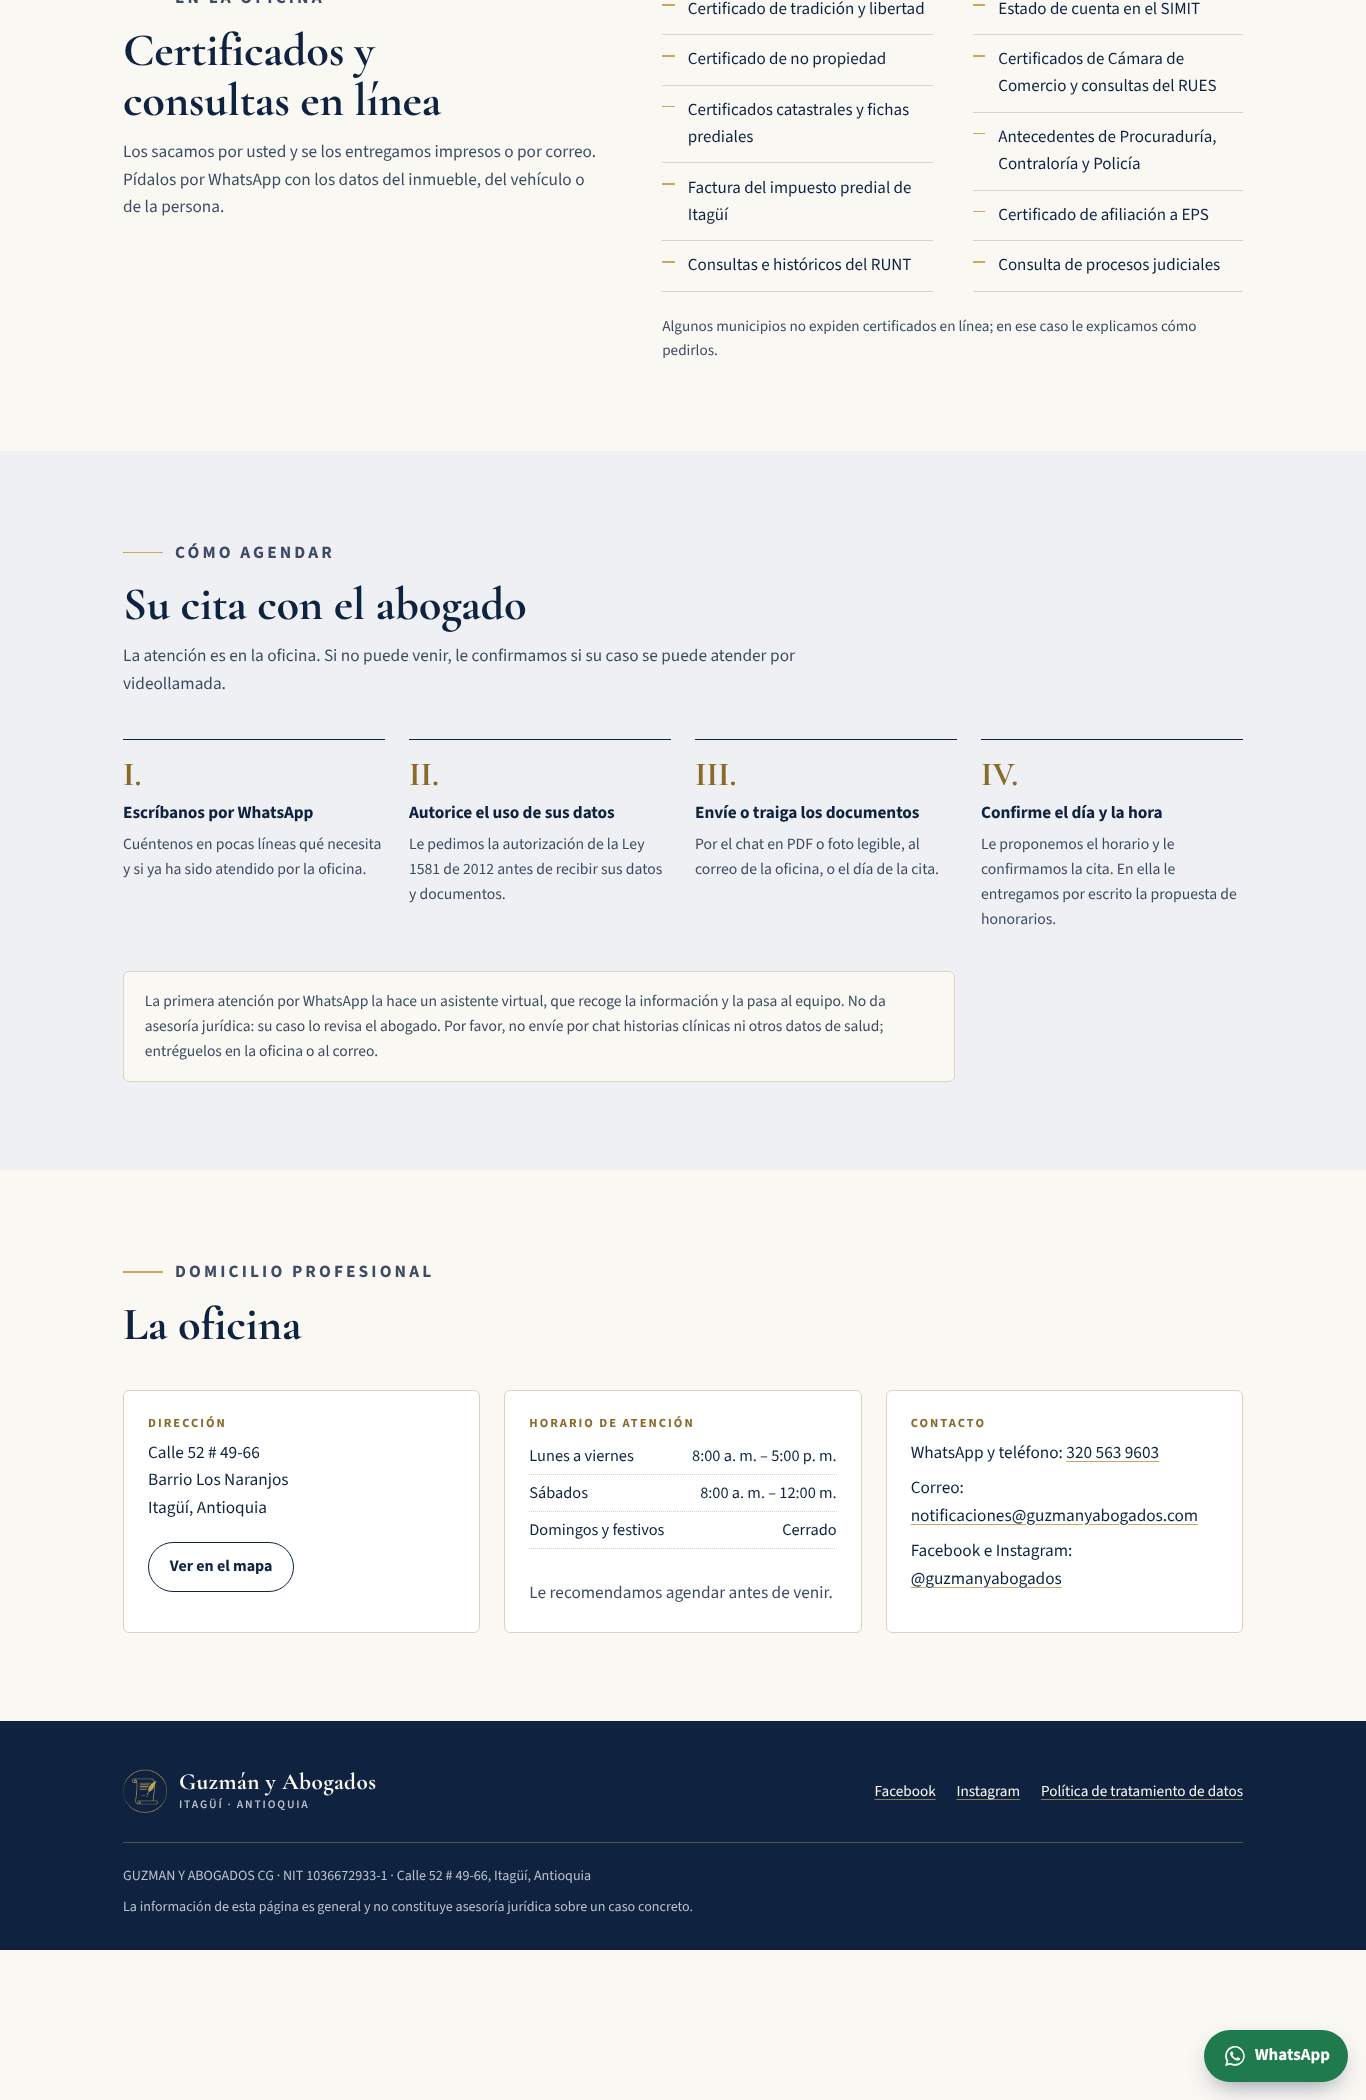 EN LA OFICINA
Certificados y
consultas en línea
Los sacamos por usted y se los entregamos impresos o por correo.
Pídalos por WhatsApp con los datos del inmueble, del vehículo o
de la persona.
Certificado de tradición y libertad
Certificado de no propiedad
Certificados catastrales y fichas
prediales
Factura del impuesto predial de
Itagüí
Consultas e históricos del RUNT
Estado de cuenta en el SIMIT
Certificados de Cámara de
Comercio y consultas del RUES
Antecedentes de Procuraduría,
Contraloría y Policía
Certificado de afiliación a EPS
Consulta de procesos judiciales
Algunos municipios no expiden certificados en línea; en ese caso le explicamos cómo
pedirlos.
CÓMO AGENDAR
Su cita con el abogado
La atención es en la oficina. Si no puede venir, le confirmamos si su caso se puede atender por
videollamada.
I.
Escríbanos por WhatsApp
Cuéntenos en pocas líneas qué necesita
y si ya ha sido atendido por la oficina.
II.
Autorice el uso de sus datos
Le pedimos la autorización de la Ley
1581 de 2012 antes de recibir sus datos
y documentos.
III.
Envíe o traiga los documentos
Por el chat en PDF o foto legible, al
correo de la oficina, o el día de la cita.
IV.
Confirme el día y la hora
Le proponemos el horario y le
confirmamos la cita. En ella le
entregamos por escrito la propuesta de
honorarios.
La primera atención por WhatsApp la hace un asistente virtual, que recoge la información y la pasa al equipo. No da
asesoría jurídica: su caso lo revisa el abogado. Por favor, no envíe por chat historias clínicas ni otros datos de salud;
entréguelos en la oficina o al correo.
DOMICILIO PROFESIONAL
La oficina
DIRECCIÓN
Calle 52 # 49-66
Barrio Los Naranjos
Itagüí, Antioquia
Ver en el mapa
HORARIO DE ATENCIÓN
Lunes a viernes 8:00 a. m. – 5:00 p. m.
Sábados 8:00 a. m. – 12:00 m.
Domingos y festivos Cerrado
Le recomendamos agendar antes de venir.
CONTACTO
WhatsApp y teléfono: 320 563 9603
Correo:
notificaciones@guzmanyabogados.com
Facebook e Instagram:
@guzmanyabogados
Guzmán y Abogados
ITAGÜÍ · ANTIOQUIA
Facebook Instagram Política de tratamiento de datos
GUZMAN Y ABOGADOS CG · NIT 1036672933-1 · Calle 52 # 49-66, Itagüí, Antioquia
La información de esta página es general y no constituye asesoría jurídica sobre un caso concreto.
WhatsApp